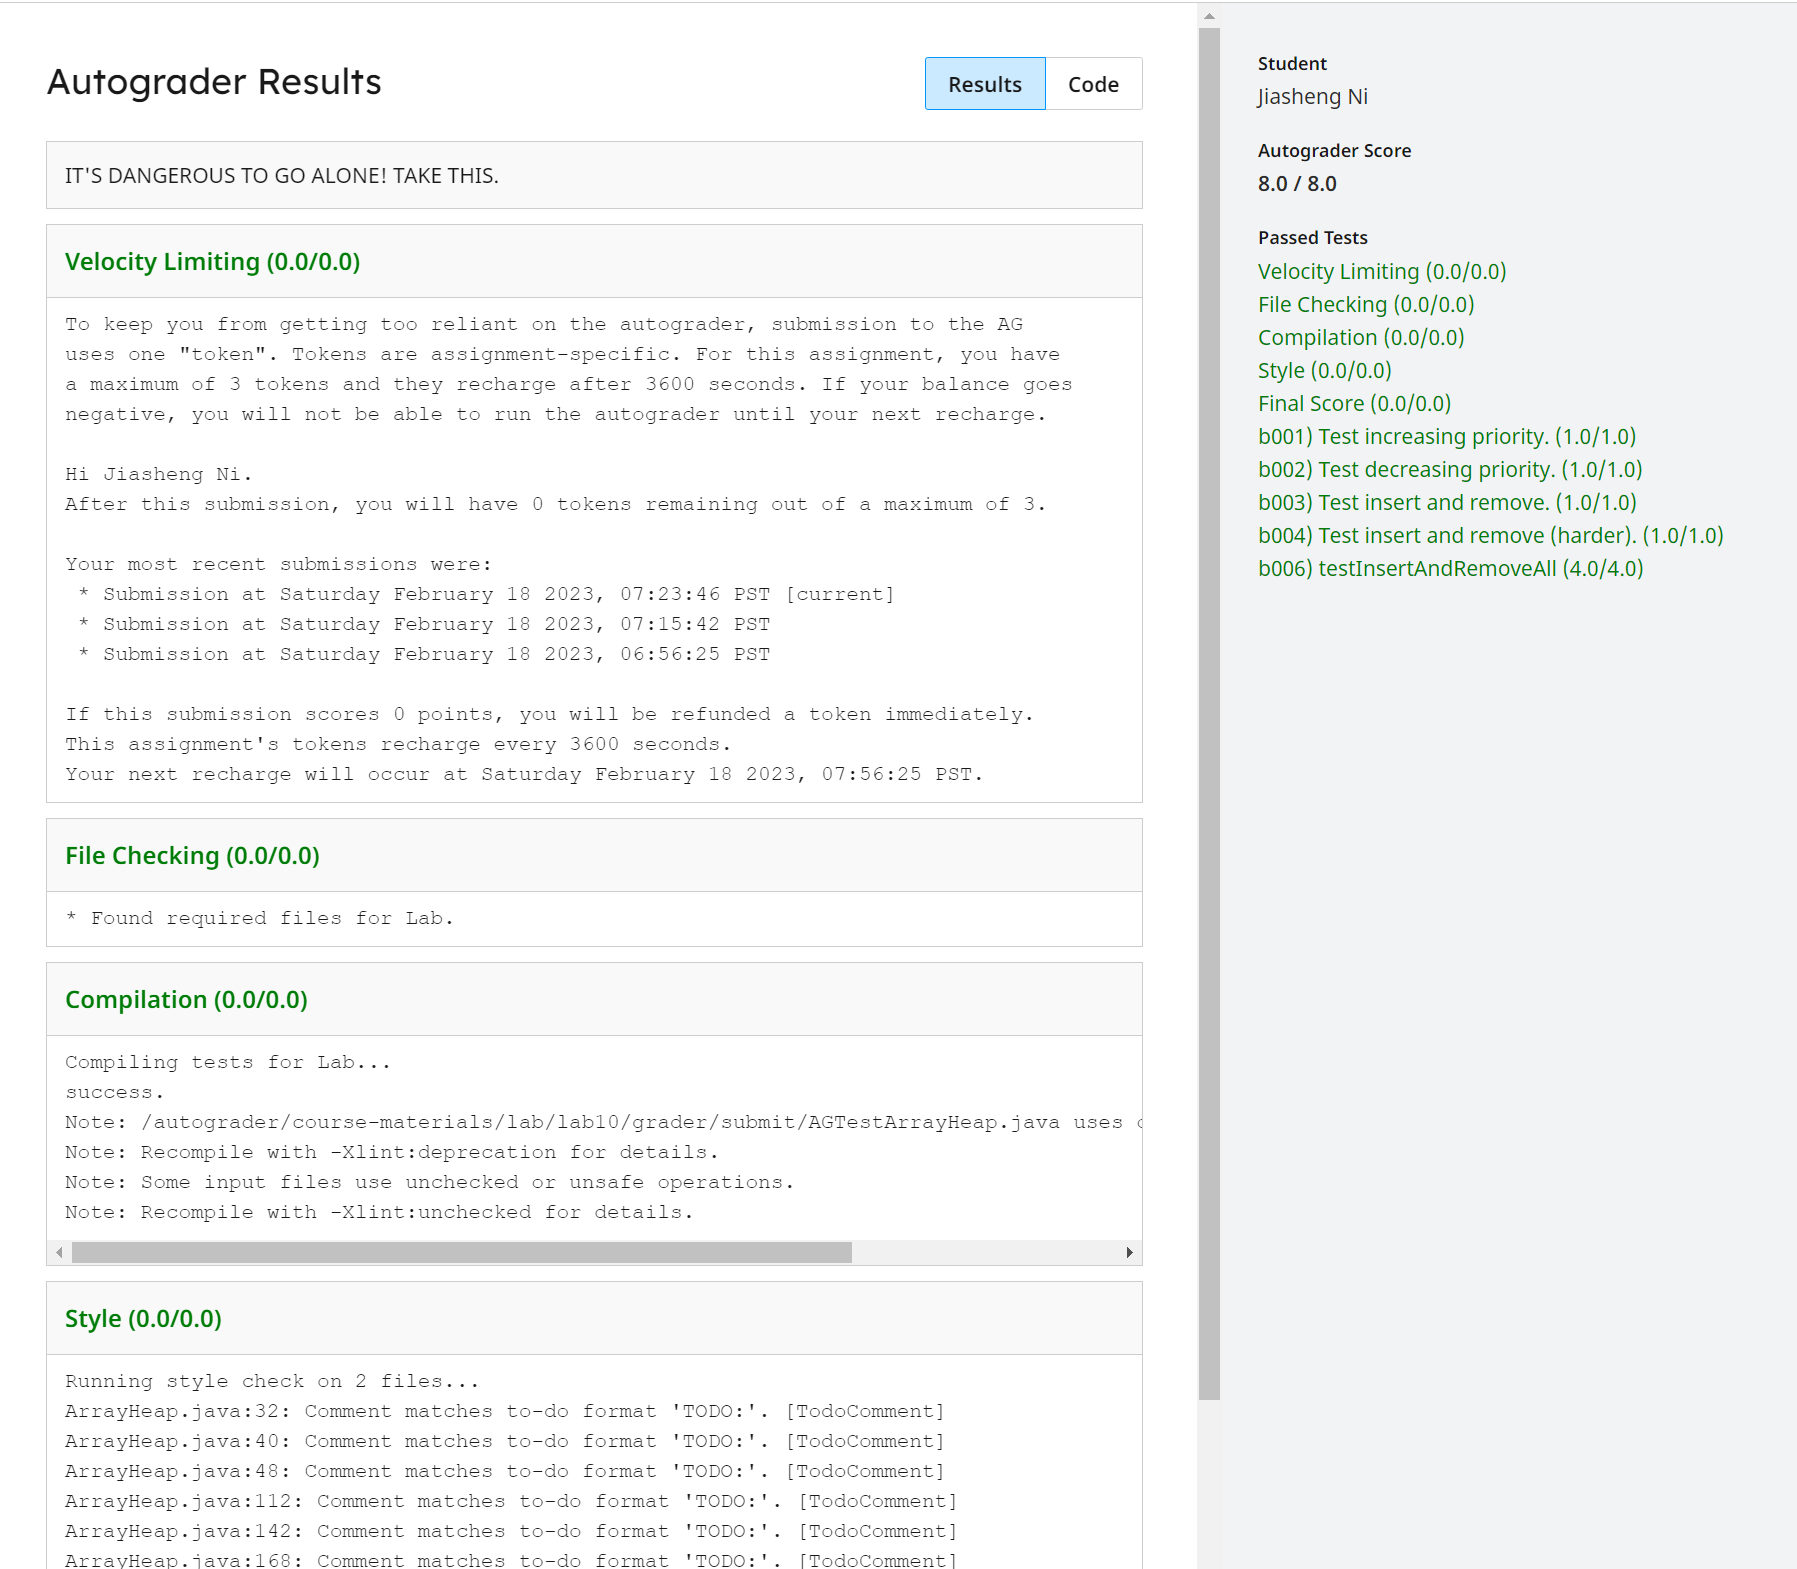 Autograder Results
Results
Code
IT'S DANGEROUS TO GO ALONE! TAKE THIS.
Velocity Limiting (0.0/0.0)
To keep you from getting too reliant on the autograder, submission to the AG
uses one "token". Tokens are assignment-specific. For this assignment, you have
a maximum of 3 tokens and they recharge after 3600 seconds. If your balance goes
negative, you will not be able to run the autograder until your next recharge.
Hi Jiasheng Ni.
After this submission, you will have 0 tokens remaining out of a maximum of 3.
Your most recent submissions were:
* Submission at Saturday February 18 2023, 07:23:46 PST [current]
* Submission at Saturday February 18 2023, 07:15:42 PST
* Submission at Saturday February 18 2023, 06:56:25 PST
If this submission scores 0 points, you will be refunded a token immediately.
This assignment's tokens recharge every 3600 seconds.
Your next recharge will occur at Saturday February 18 2023, 07:56:25 PST.
File Checking (0.0/0.0)
* Found required files for Lab.
Compilation (0.0/0.0)
Compiling tests for Lab...
success.
Note: /autograder/course-materials/lab/lab10/grader/submit/AGTestArrayHeap.java uses
Note: Recompile with -Xlint:deprecation for details.
Note: Some input files use unchecked or unsafe operations.
Note: Recompile with -Xlint:unchecked for details.
Style (0.0/0.0)
Running style check on 2 files...
ArrayHeap.java:32: Comment matches to-do format 'TODO:'. [TodoComment]
ArrayHeap.java:40: Comment matches to-do format 'TODO:'. [TodoComment]
ArrayHeap.java:48: Comment matches to-do format 'TODO:'. [TodoComment]
ArrayHeap.java:112: Comment matches to-do format 'TODO:'. [TodoComment]
ArrayHeap.java:142: Comment matches to-do format 'TODO:'. [TodoComment]
ArrayHeap.java:168: Comment matches to-do format 'TODO:'. [TodoComment]
Student
Jiasheng Ni
Autograder Score
8.0 / 8.0
Passed Tests
Velocity Limiting (0.0/0.0)
File Checking (0.0/0.0)
Compilation (0.0/0.0)
Style (0.0/0.0)
Final Score (0.0/0.0)
b001) Test increasing priority. (1.0/1.0)
b002) Test decreasing priority. (1.0/1.0)
b003) Test insert and remove. (1.0/1.0)
b004) Test insert and remove (harder). (1.0/1.0)
b006) testInsertAndRemoveAll (4.0/4.0)